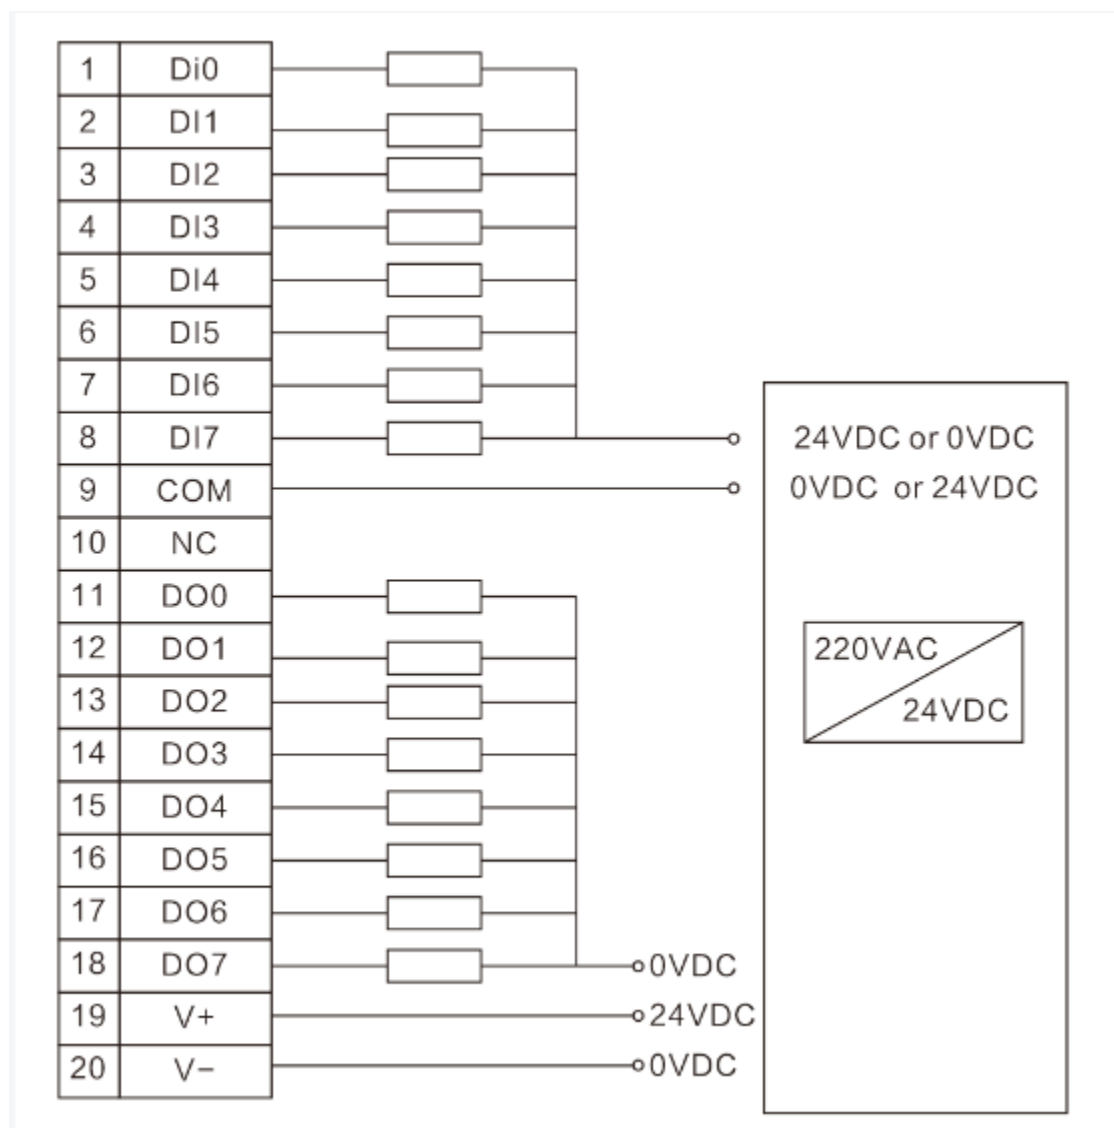 1 Di0
2 DI1
3 DI2
4 DI3
5 DI4
6 DI5
7 DI6
8 DI7 24VDC or 0VDC
9 COM 0VDC or 24VDC
10 NC
11 DO0
12 DO1 220VAC
13 DO2 24VDC
14 DO3
15 DO4
16 DO5
17 DO6
18 DO7 0VDC
19 V+ 24VDC
20 V− 0VDC